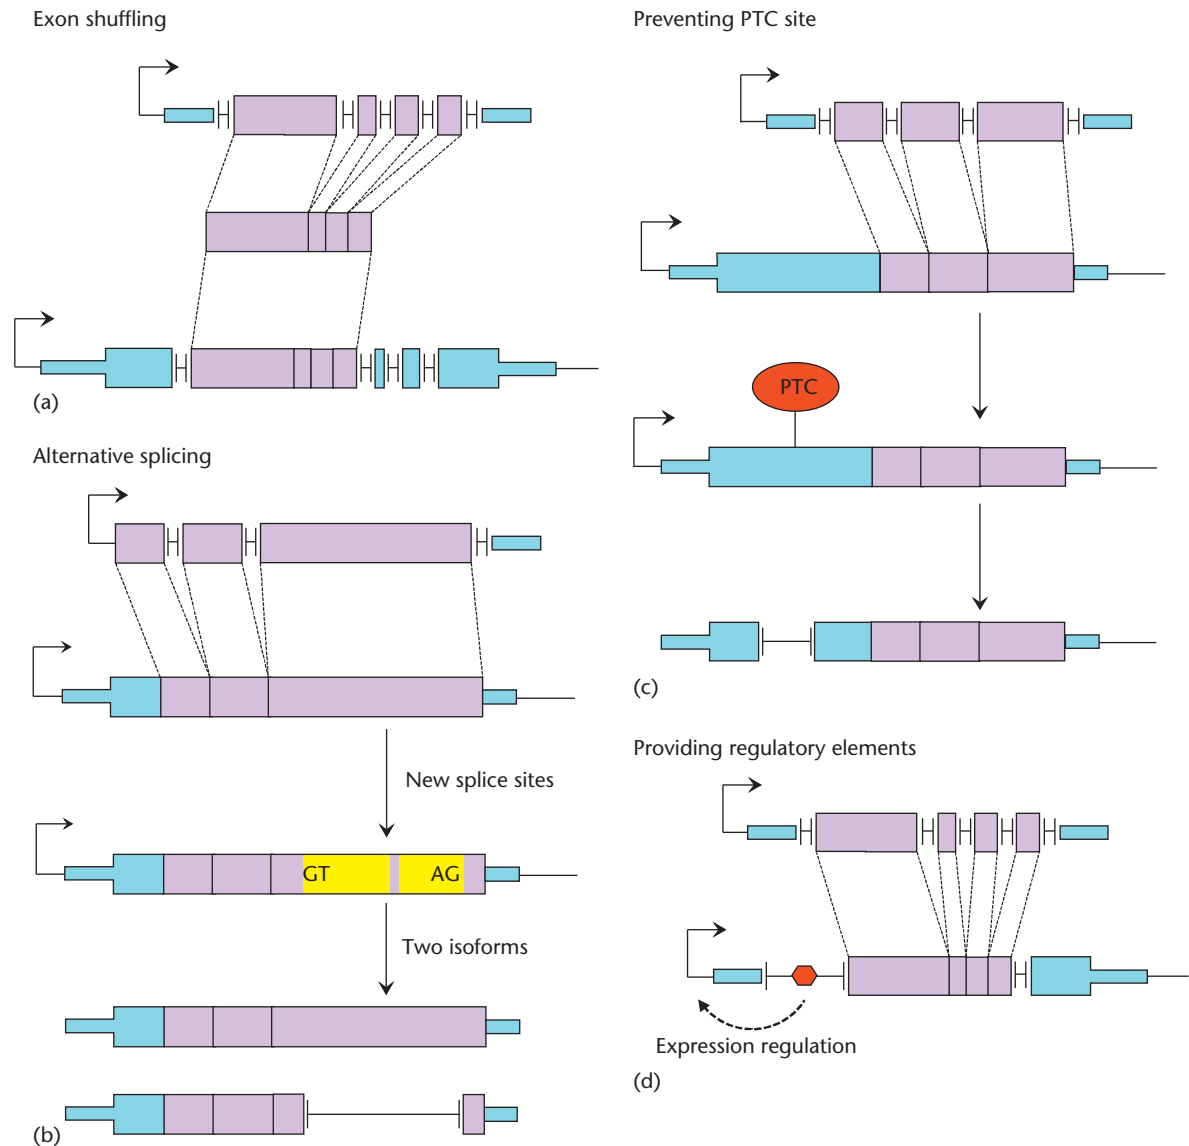 Exon shuffling
(a)
Alternative splicing
New splice sites
GT
AG
Two isoforms
(b)
Preventing PTC site
PTC
(c)
Providing regulatory elements
Expression regulation
(d)